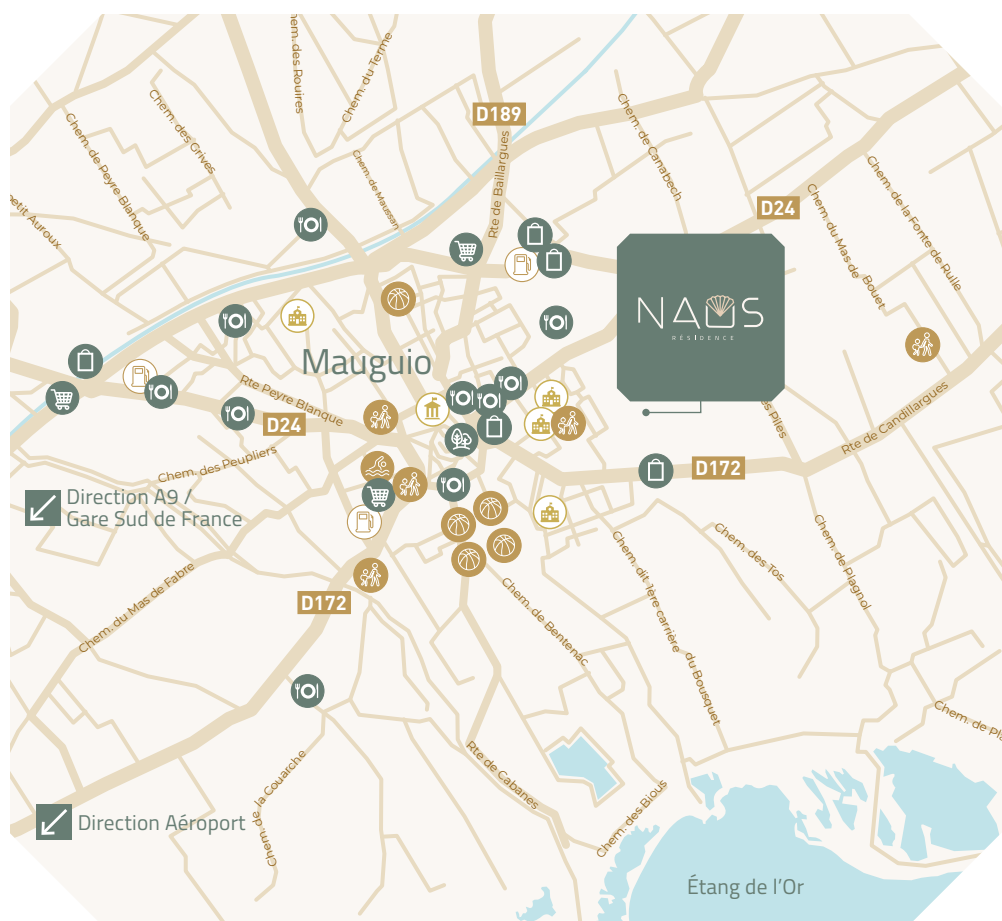 Chem. des Rouires
Chem. du Terme
Chem. des Grives
Chem. de Peyre Blanque
etit Auroux
Chem. de Maussan
D189
Rte de Baillargues
Chem. de Canabech
D24
Chem. du Mas de Bouet
Chem. de la Fonte de Rulle
NAOS
RÉSIDENCE
Mauguio
Rte Peyre Blanque
D24
es Piles
Rte de Candillargues
Chem. des Peupliers
D172
Direction A9 /
Gare Sud de France
Chem. du Mas de Fabre
D172
Chem. de Bentenac
Chem. dit 1ère carrière du Bousquet
Chem. des Tos
Chem. de Plagnol
Chem. de Pla
Rte de Cabanes
Chem. des Bious
Chem. de la Couarche
Direction Aéroport
Étang de l'Or